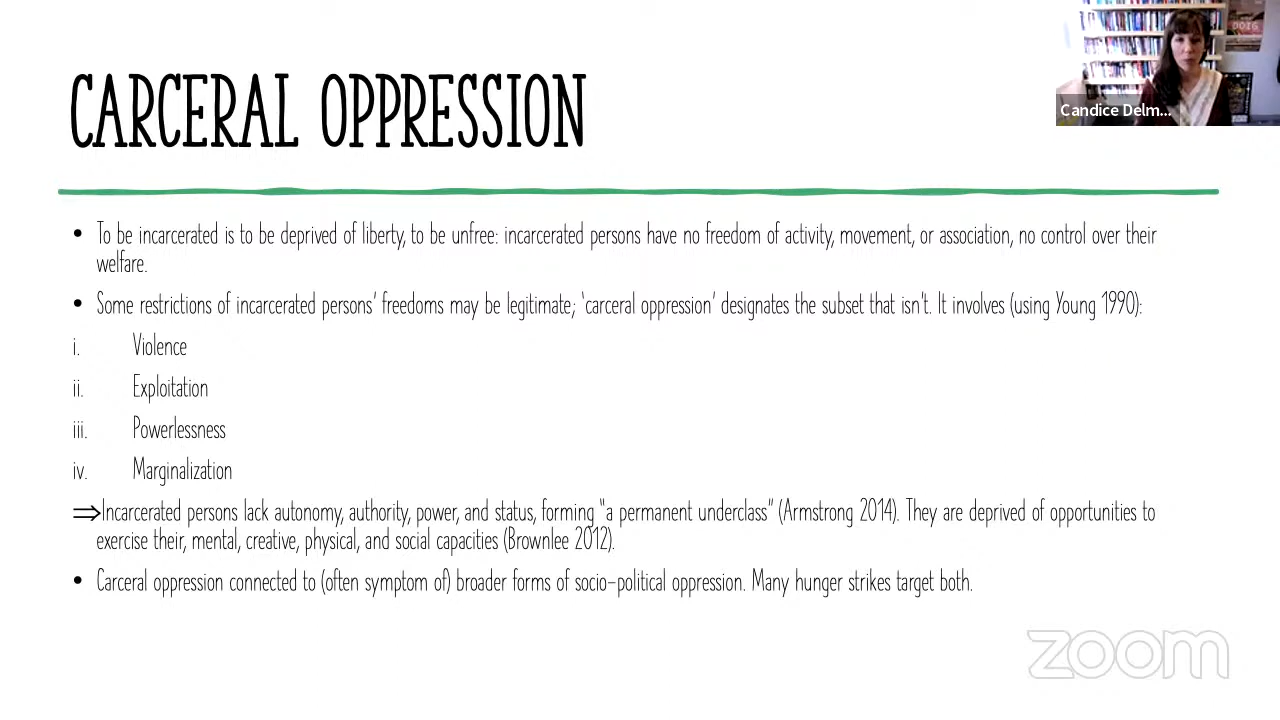 CARCERAL OPPRESSION
Candice Delm...
• To be incarcerated is to be deprived of liberty, to be unfree: incarcerated persons have no freedom of activity, movement, or association, no control over their
welfare.
• Some restrictions of incarcerated persons' freedoms may be legitimate; 'carceral oppression' designates the subset that isn't. It involves (using Young 1990):
i. Violence
ii. Exploitation
iii. Powerlessness
iv. Marginalization
⇒Incarcerated persons lack autonomy, authority, power, and status, forming "a permanent underclass" (Armstrong 2014). They are deprived of opportunities to
exercise their, mental, creative, physical, and social capacities (Brownlee 2012).
• Carceral oppression connected to (often symptom of) broader forms of socio-political oppression. Many hunger strikes target both.
zoom